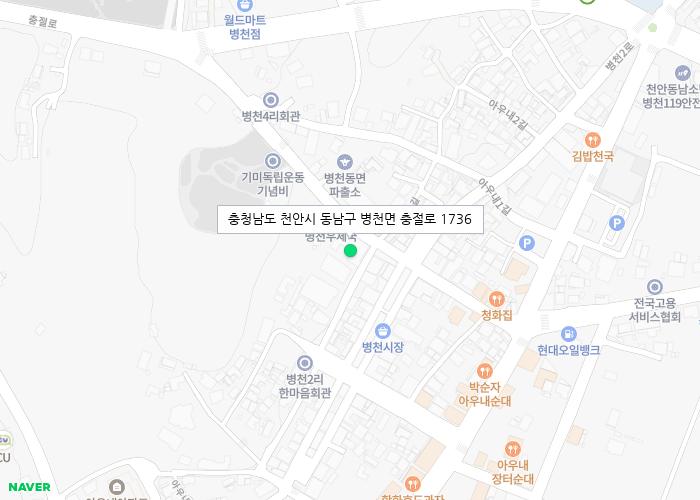 충절로
월드마트
병천점
병천2로
천안동남소
병천119안전
병천4리회관
아우내2길
김밥천국
기미독립운동
기념비
병천동면
파출소
아우내1길
충청남도 천안시 동남구 병천면 충절로 1736
병천우체국
P
P
전국고용
서비스협회
청화집
병천시장
현대오일뱅크
병천2리
한마음회관
박순자
아우내순대
아우내
장터순대
CU
NAVER